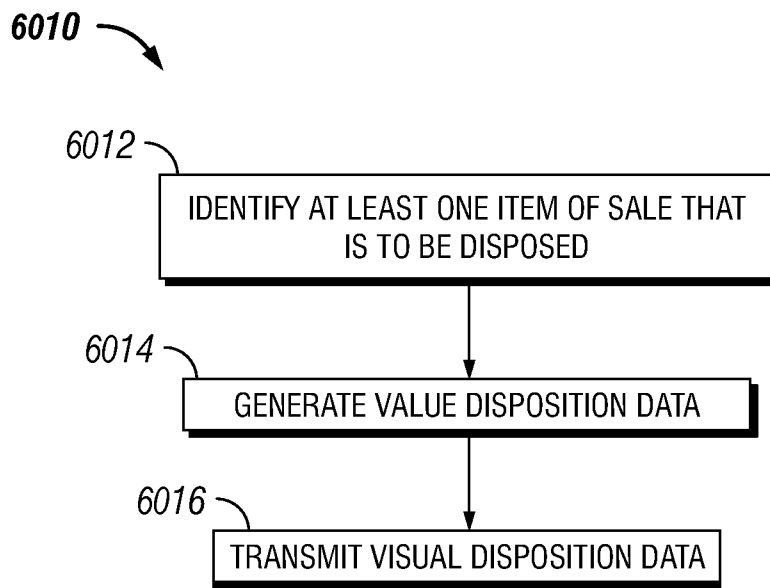 6010
6012
IDENTIFY AT LEAST ONE ITEM OF SALE THAT
IS TO BE DISPOSED
6014
GENERATE VALUE DISPOSITION DATA
6016
TRANSMIT VISUAL DISPOSITION DATA